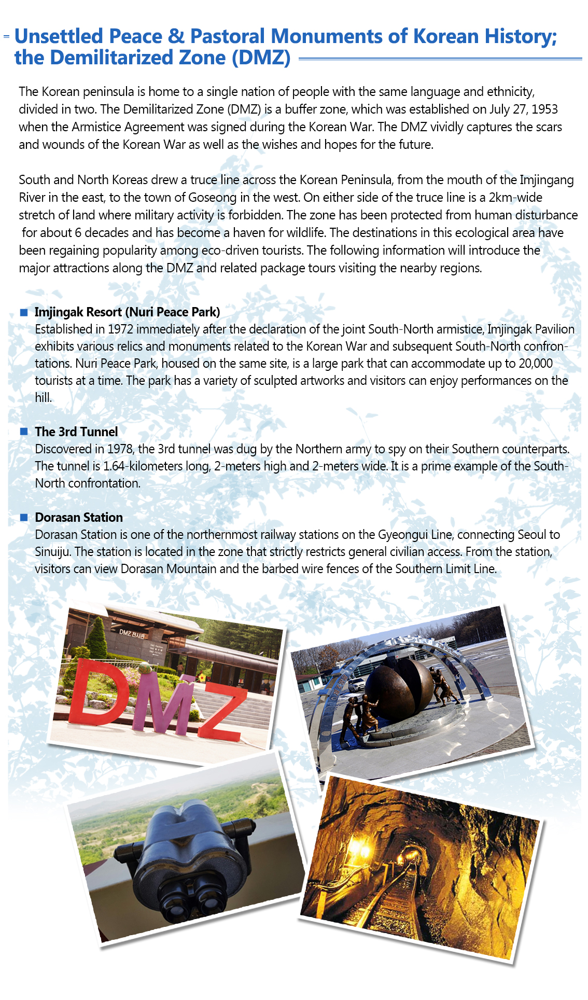 Unsettled Peace & Pastoral Monuments of Korean History;
the Demilitarized Zone (DMZ)
The Korean peninsula is home to a single nation of people with the same language and ethnicity,
divided in two. The Demilitarized Zone (DMZ) is a buffer zone, which was established on July 27, 1953
when the Armistice Agreement was signed during the Korean War. The DMZ vividly captures the scars
and wounds of the Korean War as well as the wishes and hopes for the future.
South and North Koreas drew a truce line across the Korean Peninsula, from the mouth of the Imjingang
River in the east, to the town of Goseong in the west. On either side of the truce line is a 2km-wide
stretch of land where military activity is forbidden. The zone has been protected from human disturbance
for about 6 decades and has become a haven for wildlife. The destinations in this ecological area have
been regaining popularity among eco-driven tourists. The following information will introduce the
major attractions along the DMZ and related package tours visiting the nearby regions.
Imjingak Resort (Nuri Peace Park)
Established in 1972 immediately after the declaration of the joint South-North armistice, Imjingak Pavilion
exhibits various relics and monuments related to the Korean War and subsequent South-North confron-
tations. Nuri Peace Park, housed on the same site, is a large park that can accommodate up to 20,000
tourists at a time. The park has a variety of sculpted artworks and visitors can enjoy performances on the
hill.
The 3rd Tunnel
Discovered in 1978, the 3rd tunnel was dug by the Northern army to spy on their Southern counterparts.
The tunnel is 1.64-kilometers long, 2-meters high and 2-meters wide. It is a prime example of the South-
North confrontation.
Dorasan Station
Dorasan Station is one of the northernmost railway stations on the Gyeongui Line, connecting Seoul to
Sinuiju. The station is located in the zone that strictly restricts general civilian access. From the station,
visitors can view Dorasan Mountain and the barbed wire fences of the Southern Limit Line.
DMZ 전시관
DMZ
The 3rd